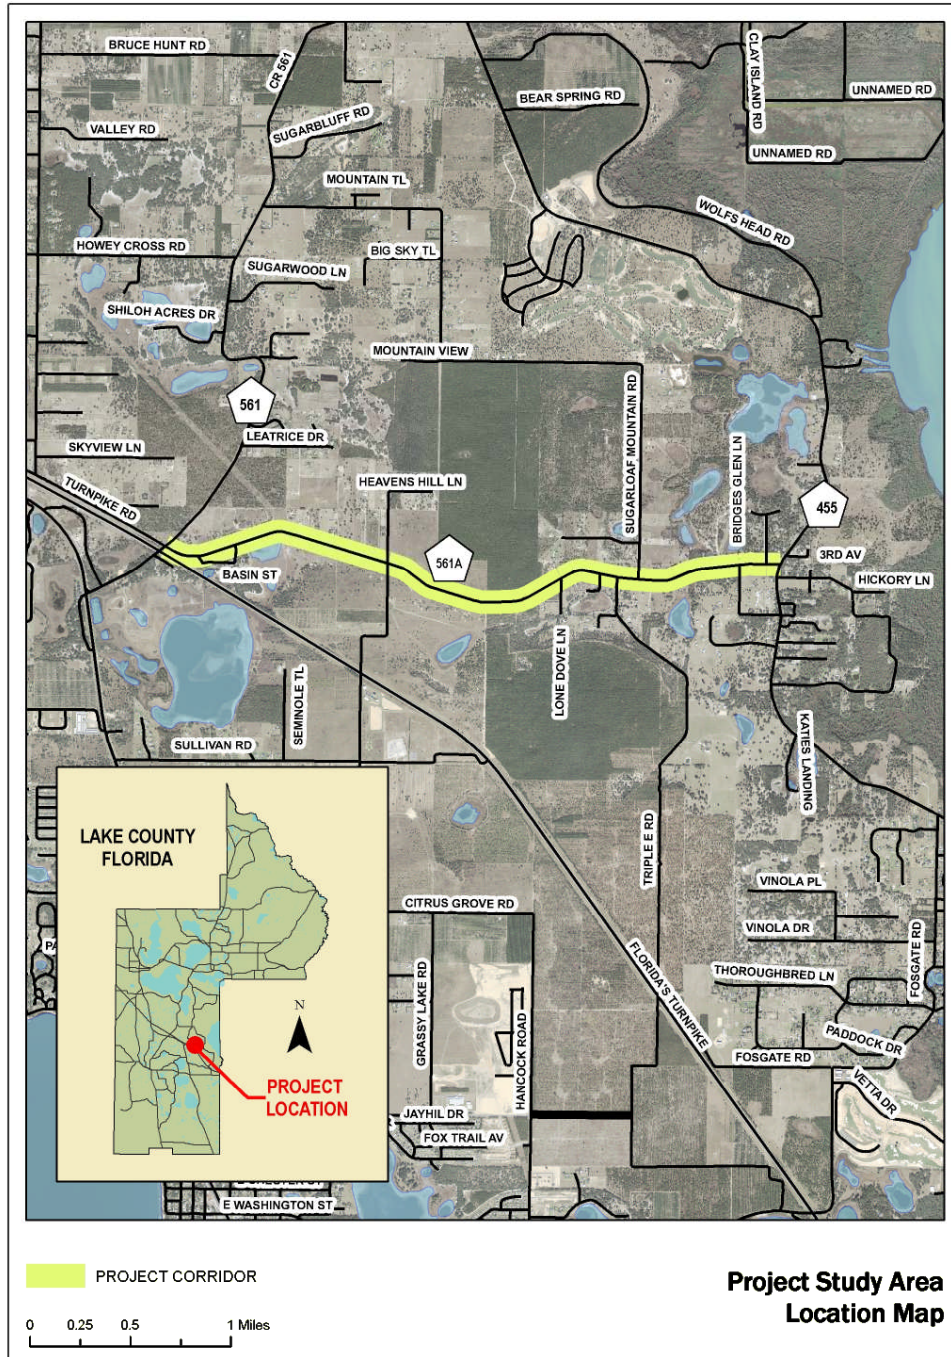 BRUCE HUNT RD
CR 561
CLAY ISLAND RD
UNNAMED RD
BEAR SPRING RD
VALLEY RD
SUGARBLUFF RD
UNNAMED RD
MOUNTAIN TL
WOLFS HEAD RD
HOWEY CROSS RD
BIG SKY TL
SUGARWOOD LN
SHILOH ACRES DR
MOUNTAIN VIEW
561
SUGARLOAF MOUNTAIN RD
LEATRICE DR
BRIDGES GLEN LN
SKYVIEW LN
HEAVENS HILL LN
TURNPIKE RD
455
561A
3RD AV
BASIN ST
HICKORY LN
LONE DOVE LN
SEMINOLE TL
SULLIVAN RD
KATIES LANDING
TRIPLE E RD
LAKE COUNTY
FLORIDA
VINOLA PL
CITRUS GROVE RD
VINOLA DR
FOSGATE RD
FLORIDA'S TURNPIKE
THOROUGHBRED LN
GRASSY LAKE RD
N
HANCOCK ROAD
PADDOCK DR
FOSGATE RD
VETTA DR
PROJECT
LOCATION
JAYHIL DR
FOX TRAIL AV
E WASHINGTON ST
PROJECT CORRIDOR
Project Study Area
Location Map
0 0.25 0.5 1 Miles